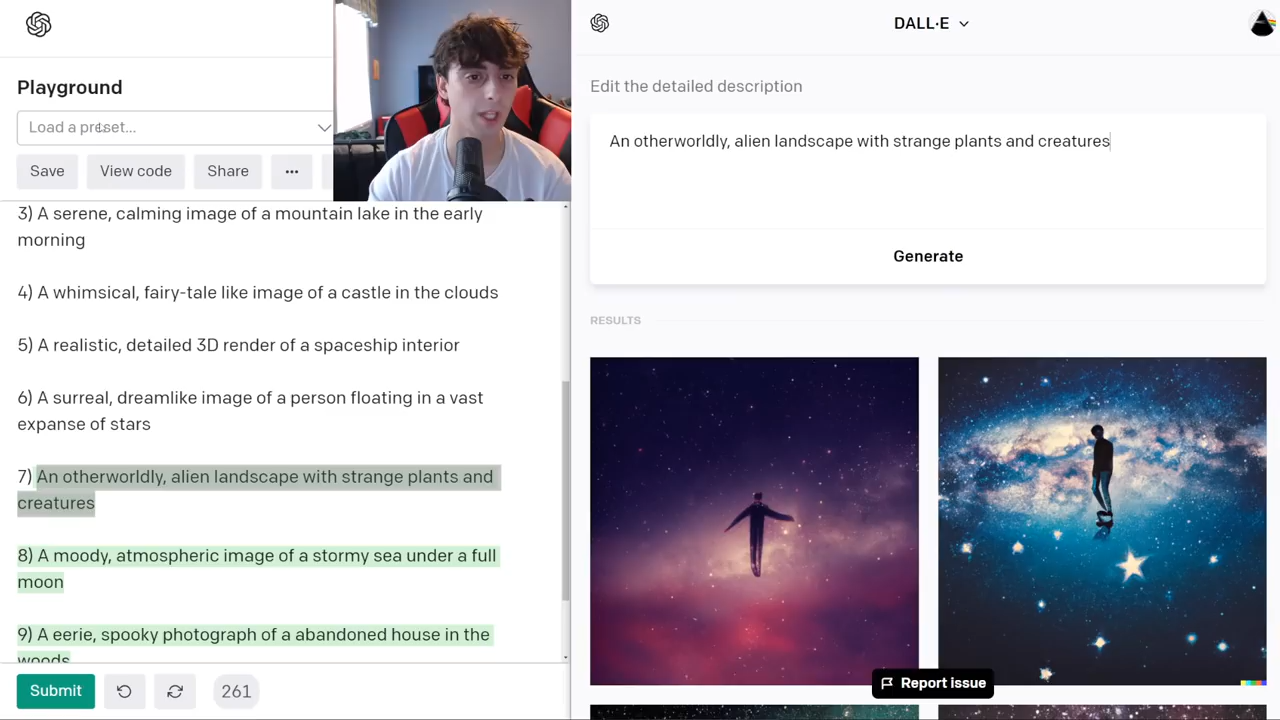 Playground
Load a preset...
Save
View code
Share
...
3) A serene, calming image of a mountain lake in the early
morning
4) A whimsical, fairy-tale like image of a castle in the clouds
5) A realistic, detailed 3D render of a spaceship interior
6) A surreal, dreamlike image of a person floating in a vast
expanse of stars
7) An otherworldly, alien landscape with strange plants and
creatures
8) A moody, atmospheric image of a stormy sea under a full
moon
9) A eerie, spooky photograph of a abandoned house in the
woods
Submit
261
DALL·E
Edit the detailed description
An otherworldly, alien landscape with strange plants and creatures
Generate
RESULTS
Report issue